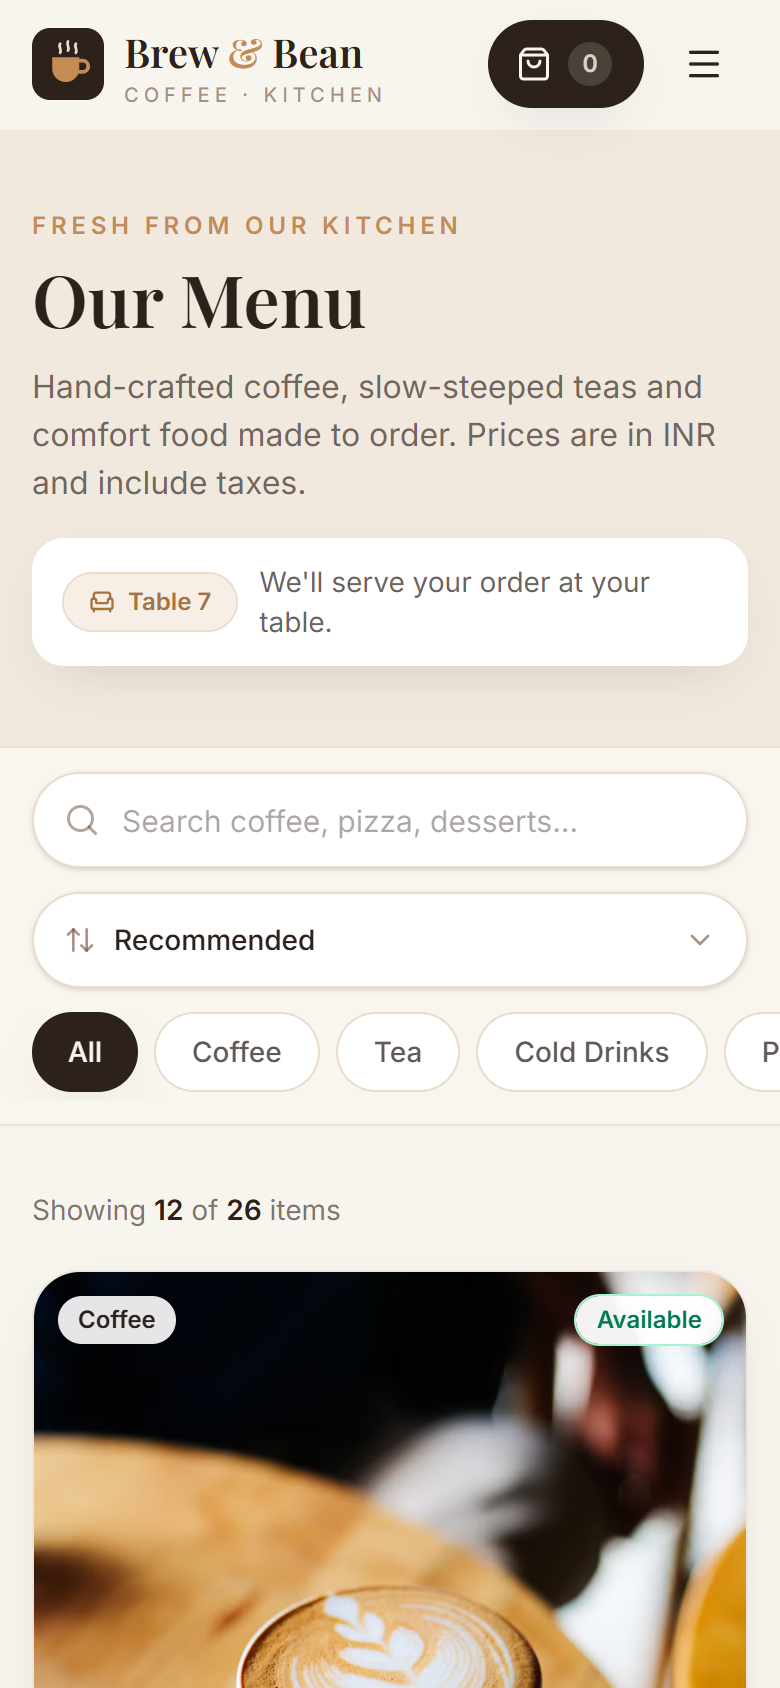 Brew & Bean
COFFEE · KITCHEN
0
FRESH FROM OUR KITCHEN
Our Menu
Hand-crafted coffee, slow-steeped teas and
comfort food made to order. Prices are in INR
and include taxes.
Table 7
We'll serve your order at your
table.
Search coffee, pizza, desserts...
Recommended
All
Coffee
Tea
Cold Drinks
P
Showing 12 of 26 items
Coffee
Available